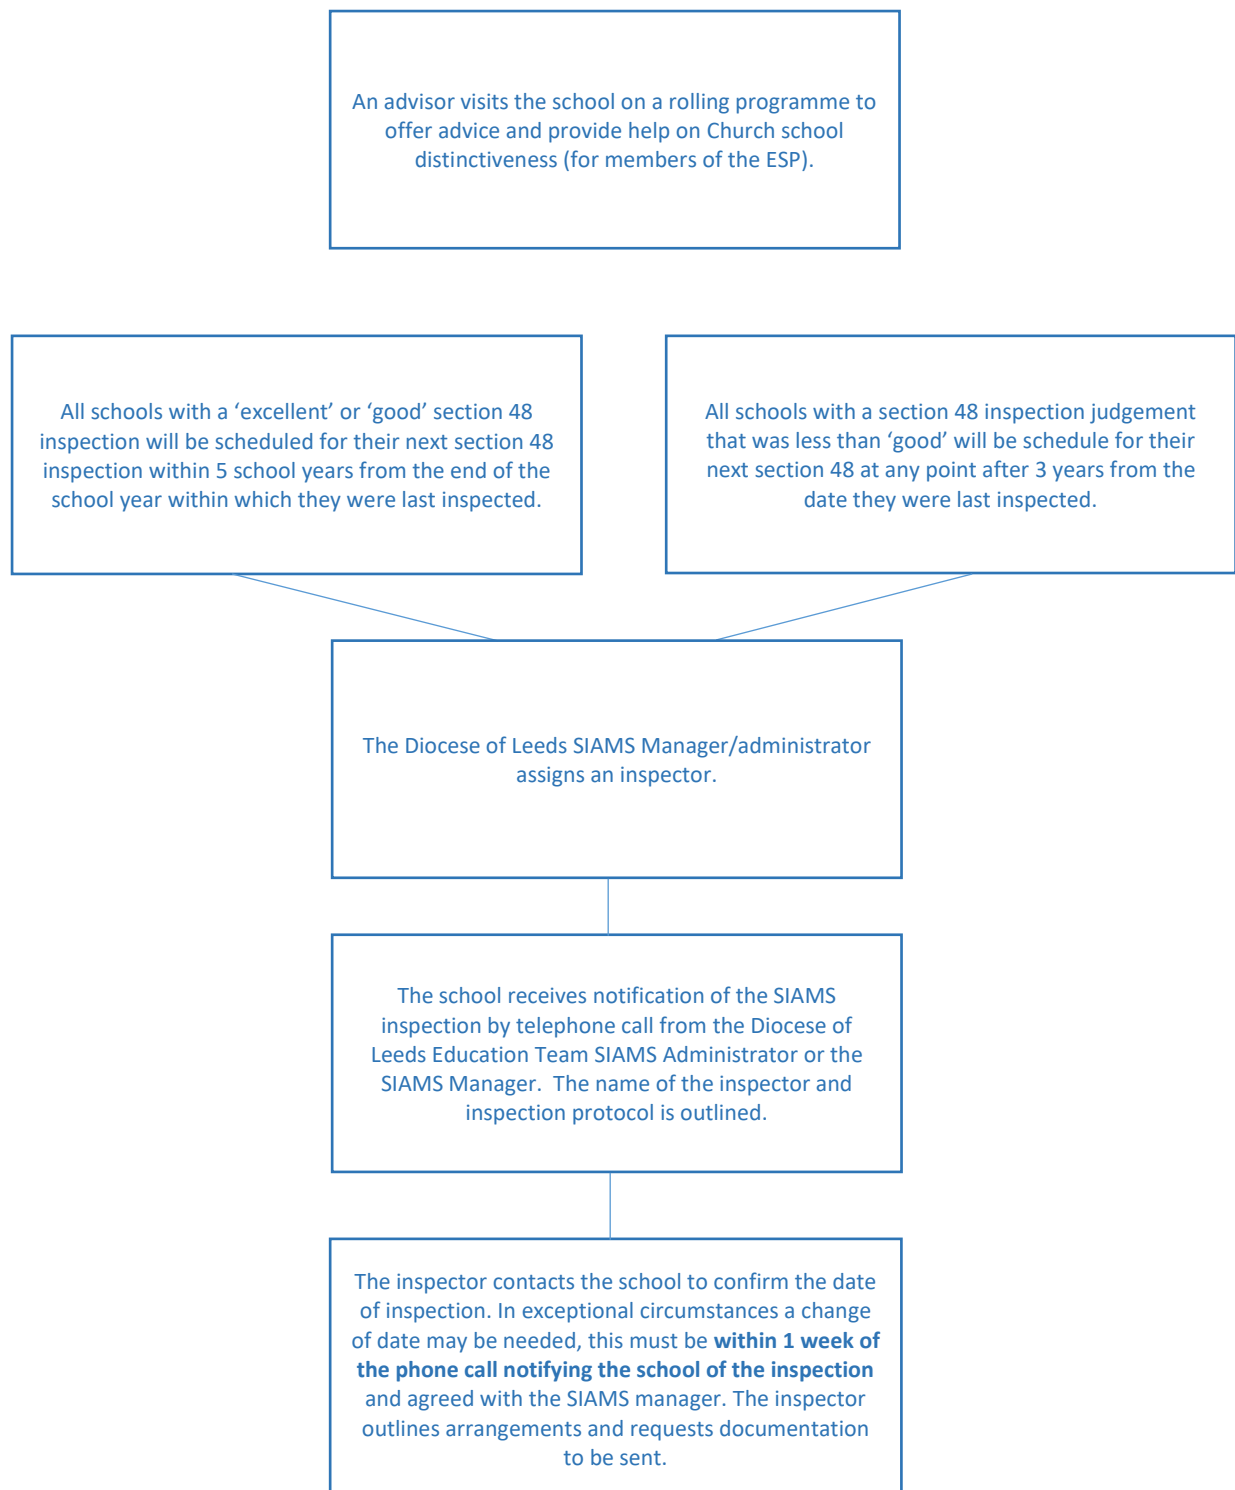 An advisor visits the school on a rolling programme to
offer advice and provide help on Church school
distinctiveness (for members of the ESP).
All schools with a ‘excellent’ or ‘good’ section 48
inspection will be scheduled for their next section 48
inspection within 5 school years from the end of the
school year within which they were last inspected.
All schools with a section 48 inspection judgement
that was less than ‘good’ will be schedule for their
next section 48 at any point after 3 years from the
date they were last inspected.
The Diocese of Leeds SIAMS Manager/administrator
assigns an inspector.
The school receives notification of the SIAMS
inspection by telephone call from the Diocese of
Leeds Education Team SIAMS Administrator or the
SIAMS Manager.  The name of the inspector and
inspection protocol is outlined.
The inspector contacts the school to confirm the date
of inspection. In exceptional circumstances a change
of date may be needed, this must be within 1 week of
the phone call notifying the school of the inspection
and agreed with the SIAMS manager. The inspector
outlines arrangements and requests documentation
to be sent.